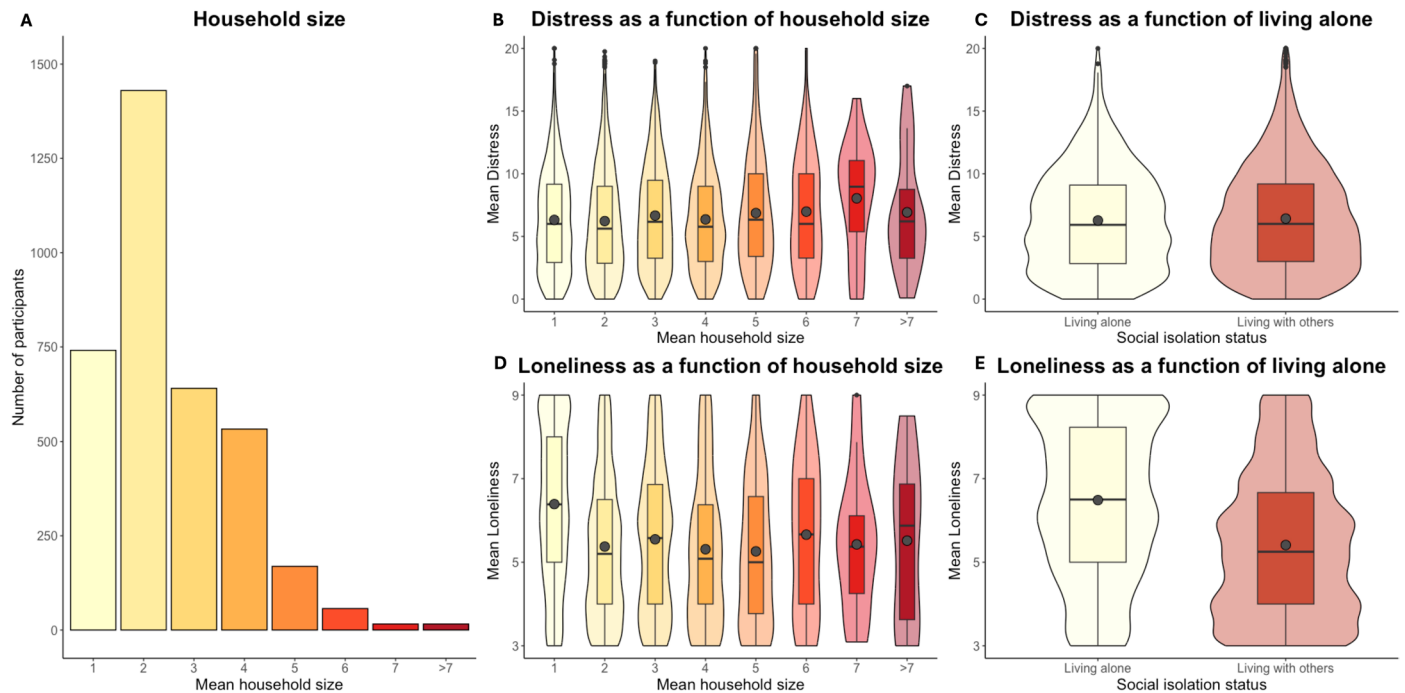 A Household size
Number of participants
1500
1250
1000
750
500
250
0
1 2 3 4 5 6 7 >7
Mean household size
B Distress as a function of household size
Mean Distress
20
15
10
5
0
1 2 3 4 5 6 7 >7
Mean household size
C Distress as a function of living alone
Mean Distress
20
15
10
5
0
Living alone Living with others
Social isolation status
D Loneliness as a function of household size
Mean Loneliness
9
7
5
3
1 2 3 4 5 6 7 >7
Mean household size
E Loneliness as a function of living alone
Mean Loneliness
9
7
5
3
Living alone Living with others
Social isolation status